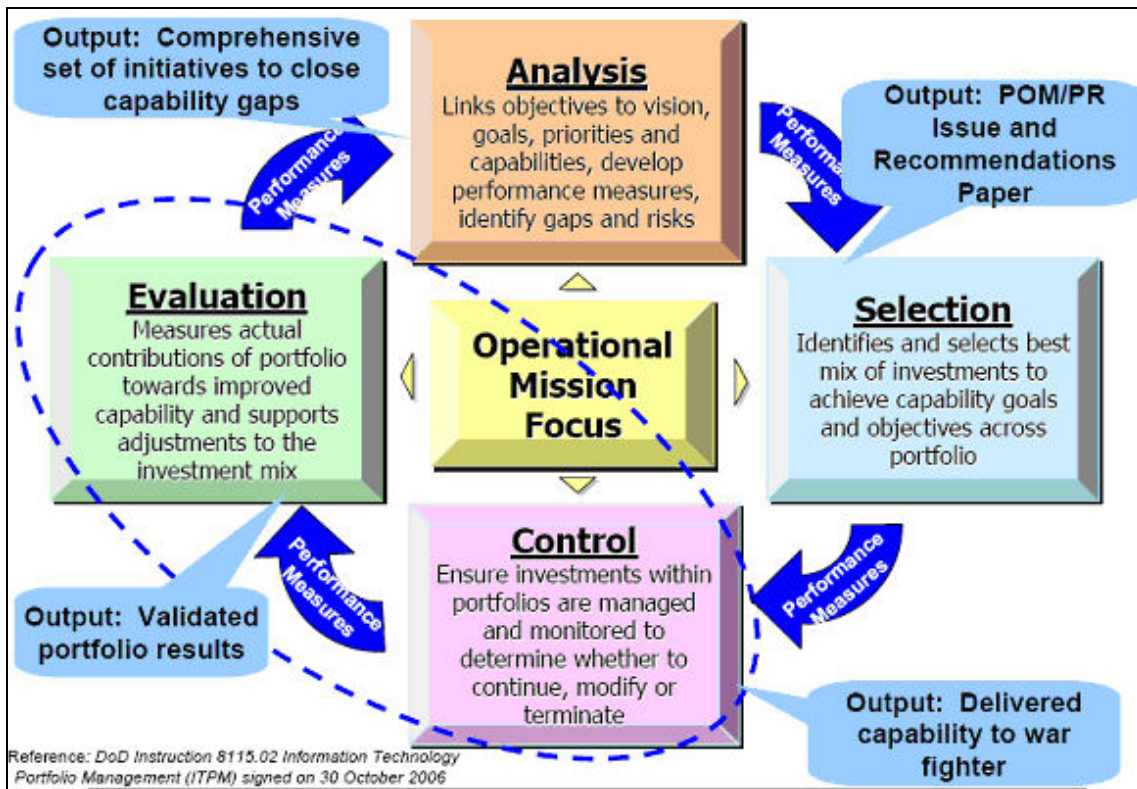 Output:  Comprehensive
set of initiatives to close
capability gaps
Analysis
Links objectives to vision,
goals, priorities and
capabilities, develop
performance measures,
identify gaps and risks
Output:  POM/PR
Issue and
Recommendations
Paper
Performance
Measures
Performance
Measures
Evaluation
Measures actual
contributions of portfolio
towards improved
capability and supports
adjustments to the
investment mix
Operational
Mission
Focus
Selection
Identifies and selects best
mix of investments to
achieve capability goals
and objectives across
portfolio
Performance
Measures
Control
Ensure investments within
portfolios are managed
and monitored to
determine whether to
continue, modify or
terminate
Performance
Measures
Output:  Validated
portfolio results
Output:  Delivered
capability to war
fighter
Reference: DoD Instruction 8115.02 Information Technology
Portfolio Management (ITPM) signed on 30 October 2006